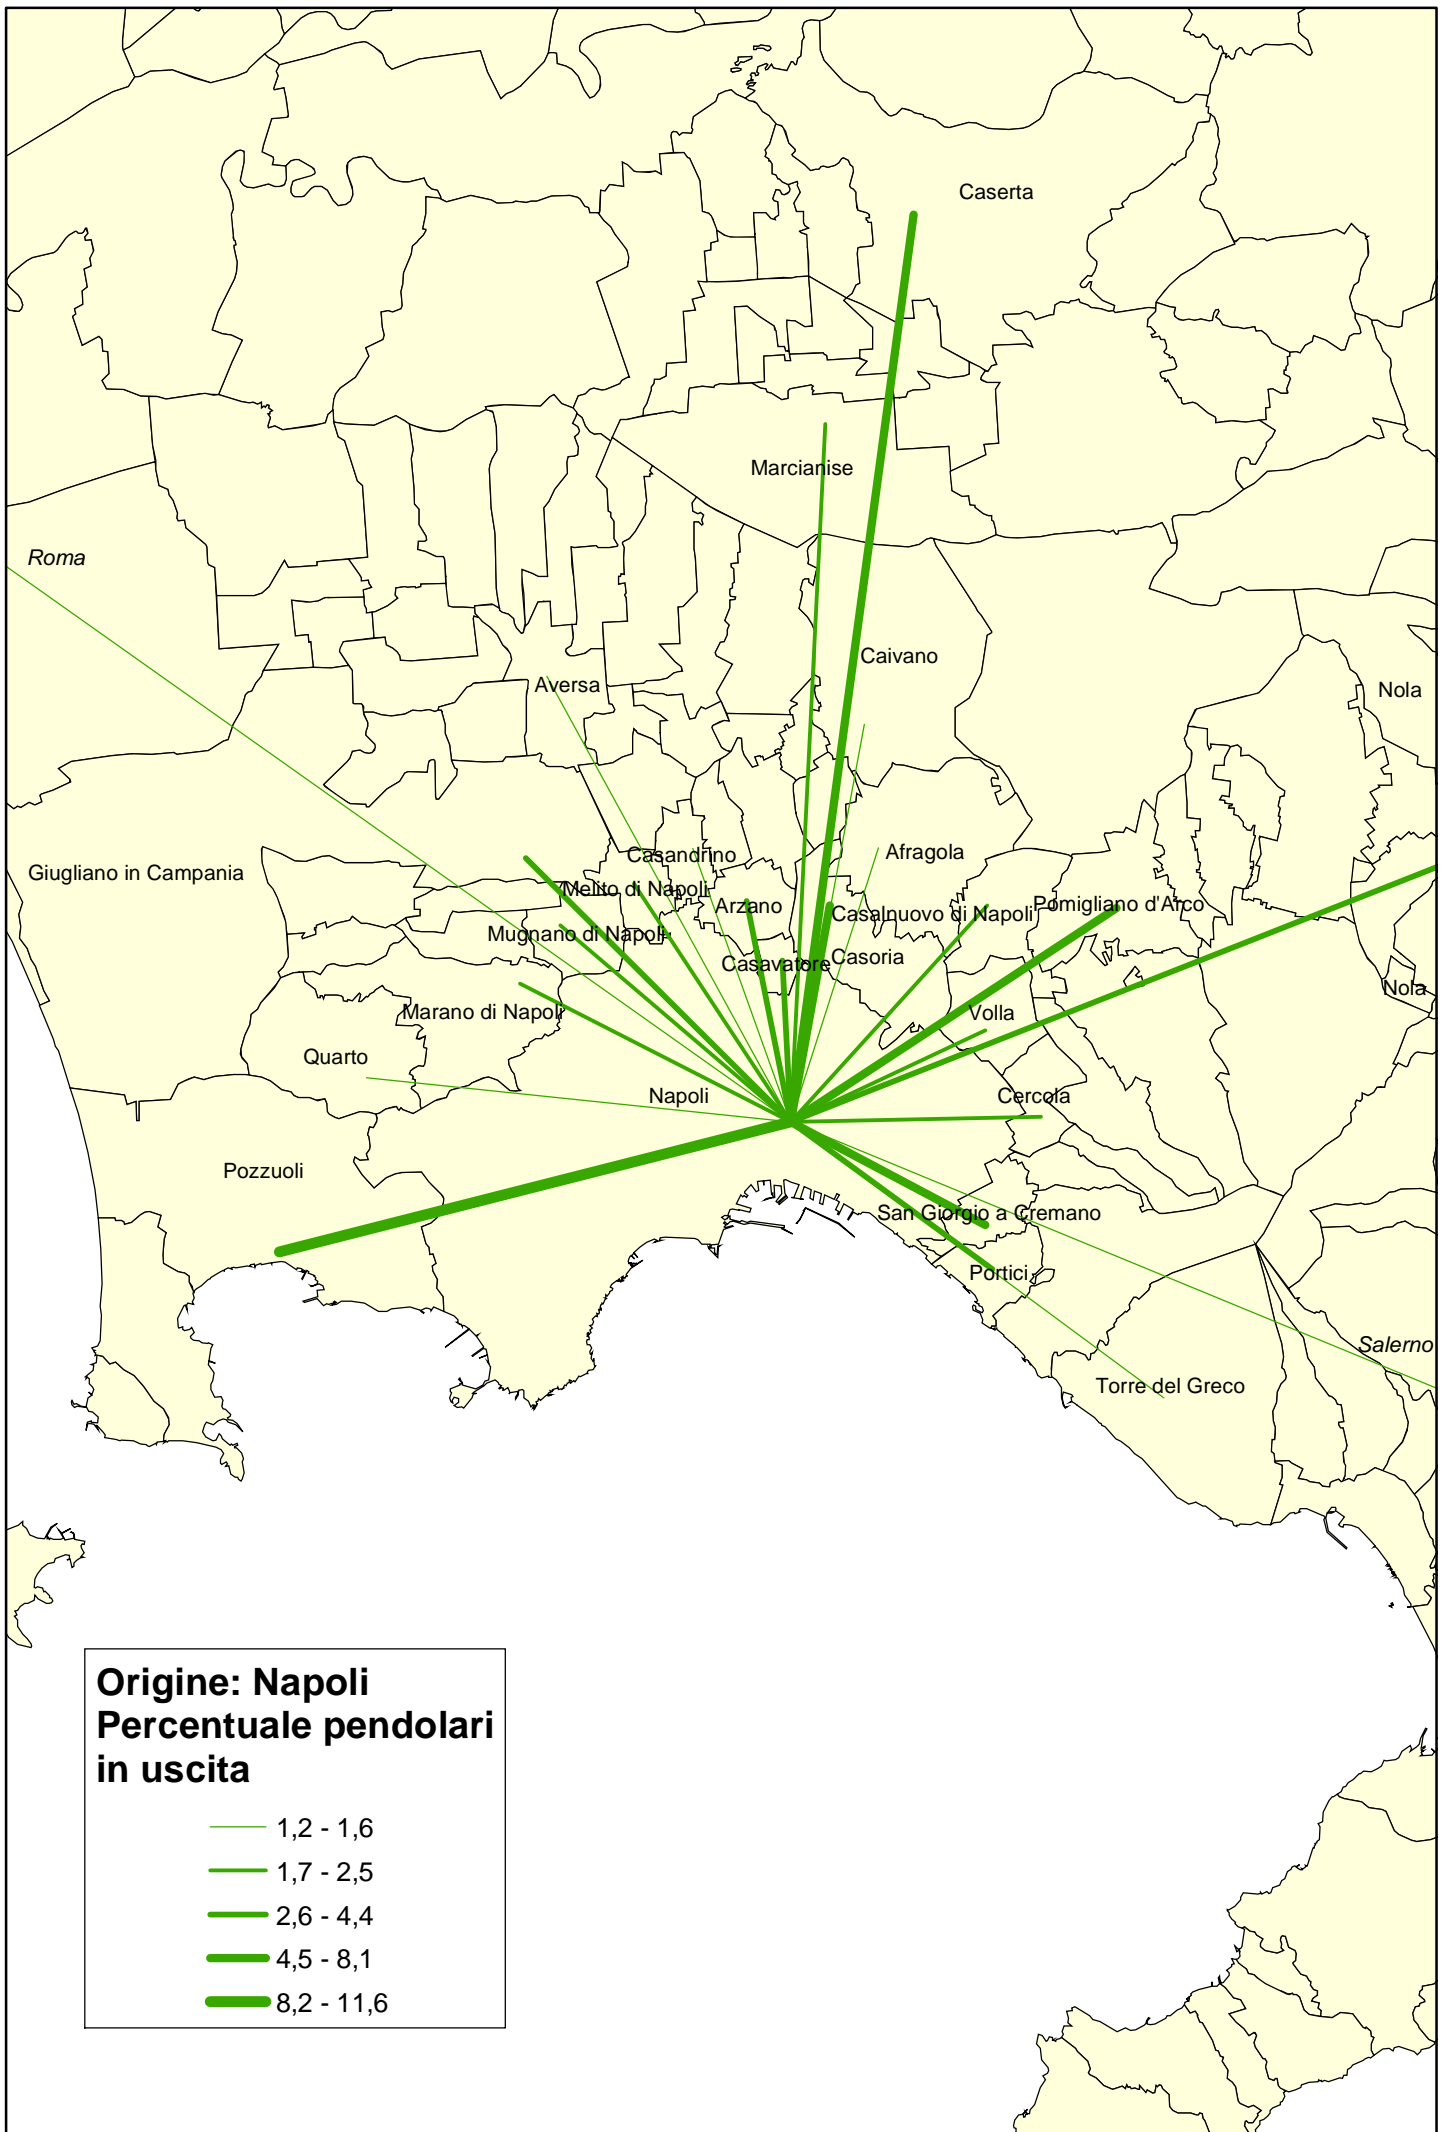 Caserta
Marcianise
Roma
Caivano
Aversa
Nola
Afragola
Casandrino
Giugliano in Campania
Melito di Napoli
Pomigliano d'Arco
Arzano
Casalnuovo di Napoli
Mugnano di Napoli
Casoria
Casavatore
Nola
Marano di Napoli
Volla
Quarto
Napoli
Cercola
Pozzuoli
San Giorgio a Cremano
Portici
Salerno
Torre del Greco
Origine: Napoli
Percentuale pendolari
in uscita
1,2 - 1,6
1,7 - 2,5
2,6 - 4,4
4,5 - 8,1
8,2 - 11,6